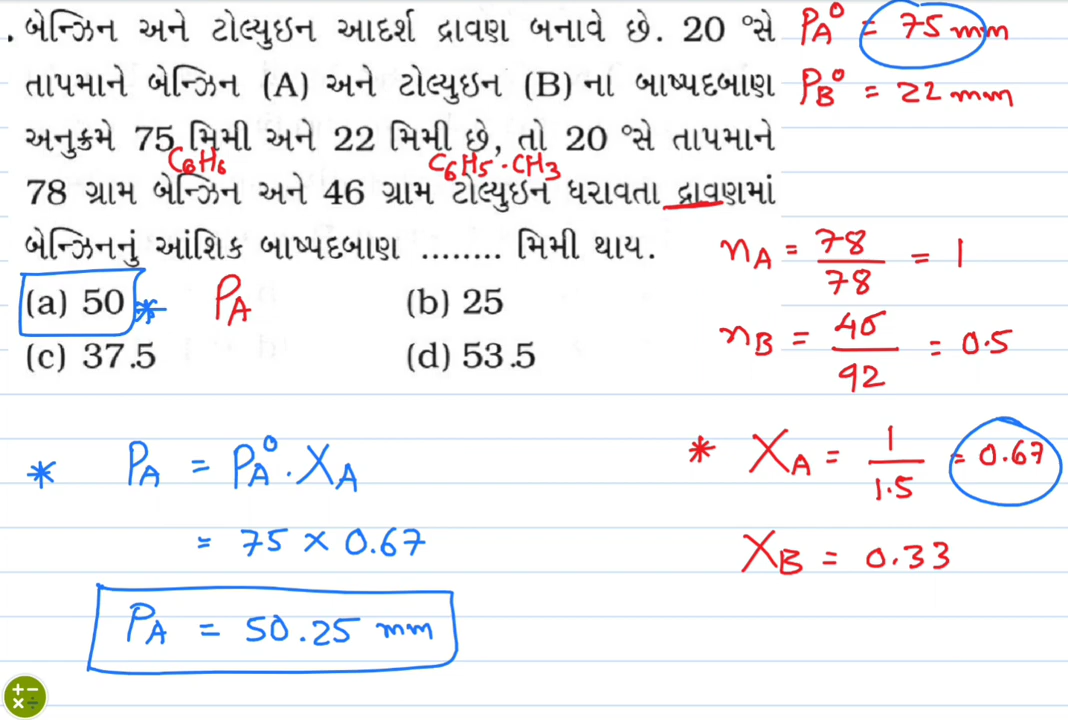 . બેન્ઝિન અને ટોલ્યુઇન આદર્શ દ્રાવણ બનાવે છે. 20 °સે
તાપમાને બેન્ઝિન (A) અને ટોલ્યુઇન (B) ના બાષ્પદબાણ
અનુક્રમે 75 મિમી અને 22 મિમી છે, તો 20 °સે તાપમાને
C6H6 C6H5·CH3
78 ગ્રામ બેન્ઝિન અને 46 ગ્રામ ટોલ્યુઇન ધરાવતા દ્રાવણમાં
બેન્ઝિનનું આંશિક બાષ્પદબાણ ........ મિમી થાય.
(a) 50 * PA (b) 25
(c) 37.5 (d) 53.5
PA° = 75 mm
PB° = 22 mm
nA = 78/78 = 1
nB = 46/92 = 0.5
* XA = 1/1.5 = 0.67
XB = 0.33
* PA = PA° · XA
= 75 × 0.67
PA = 50.25 mm
+ −
× ÷